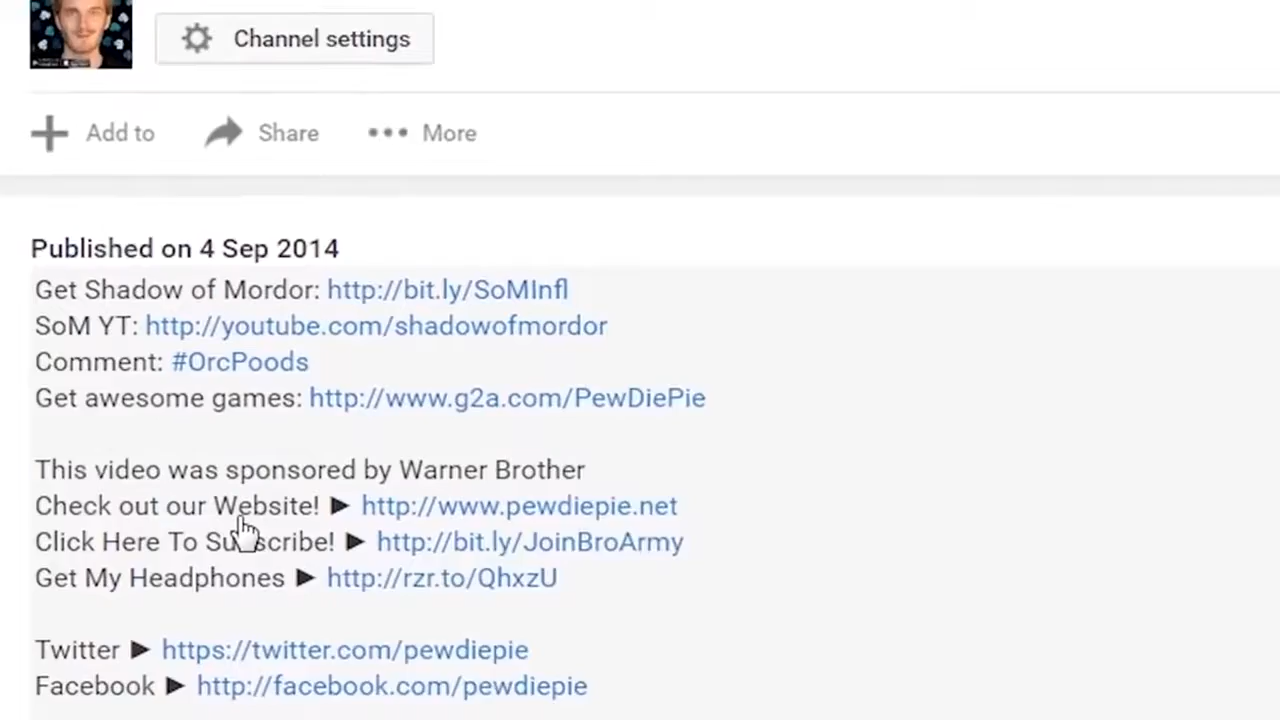 Channel settings
Add to Share More
Published on 4 Sep 2014
Get Shadow of Mordor: http://bit.ly/SoMInfl
SoM YT: http://youtube.com/shadowofmordor
Comment: #OrcPoods
Get awesome games: http://www.g2a.com/PewDiePie
This video was sponsored by Warner Brother
Check out our Website! ► http://www.pewdiepie.net
Click Here To Subscribe! ► http://bit.ly/JoinBroArmy
Get My Headphones ► http://rzr.to/QhxzU
Twitter ► https://twitter.com/pewdiepie
Facebook ► http://facebook.com/pewdiepie